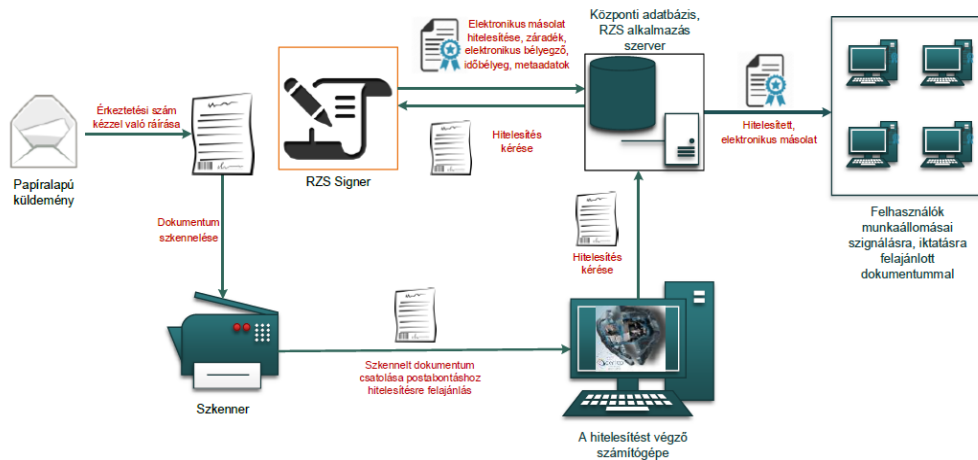 Érkeztetési szám
kézzel való ráírása
Papíralapú
küldemény
RZS Signer
Elektronikus másolat
hitelesítése, záradék,
elektronikus bélyegző,
időbélyeg, metaadatok
Hitelesítés
kérése
Központi adatbázis,
RZS alkalmazás
szerver
Hitelesített,
elektronikus másolat
Felhasználók
munkaállomásai
szignálásra, iktatásra
felajánlott
dokumentummal
Dokumentum
szkennelése
Szkenner
Szkennelt dokumentum
csatolása postabontáshoz
hitelesítésre felajánlás
Hitelesítés
kérése
A hitelesítést végző
számítógépe